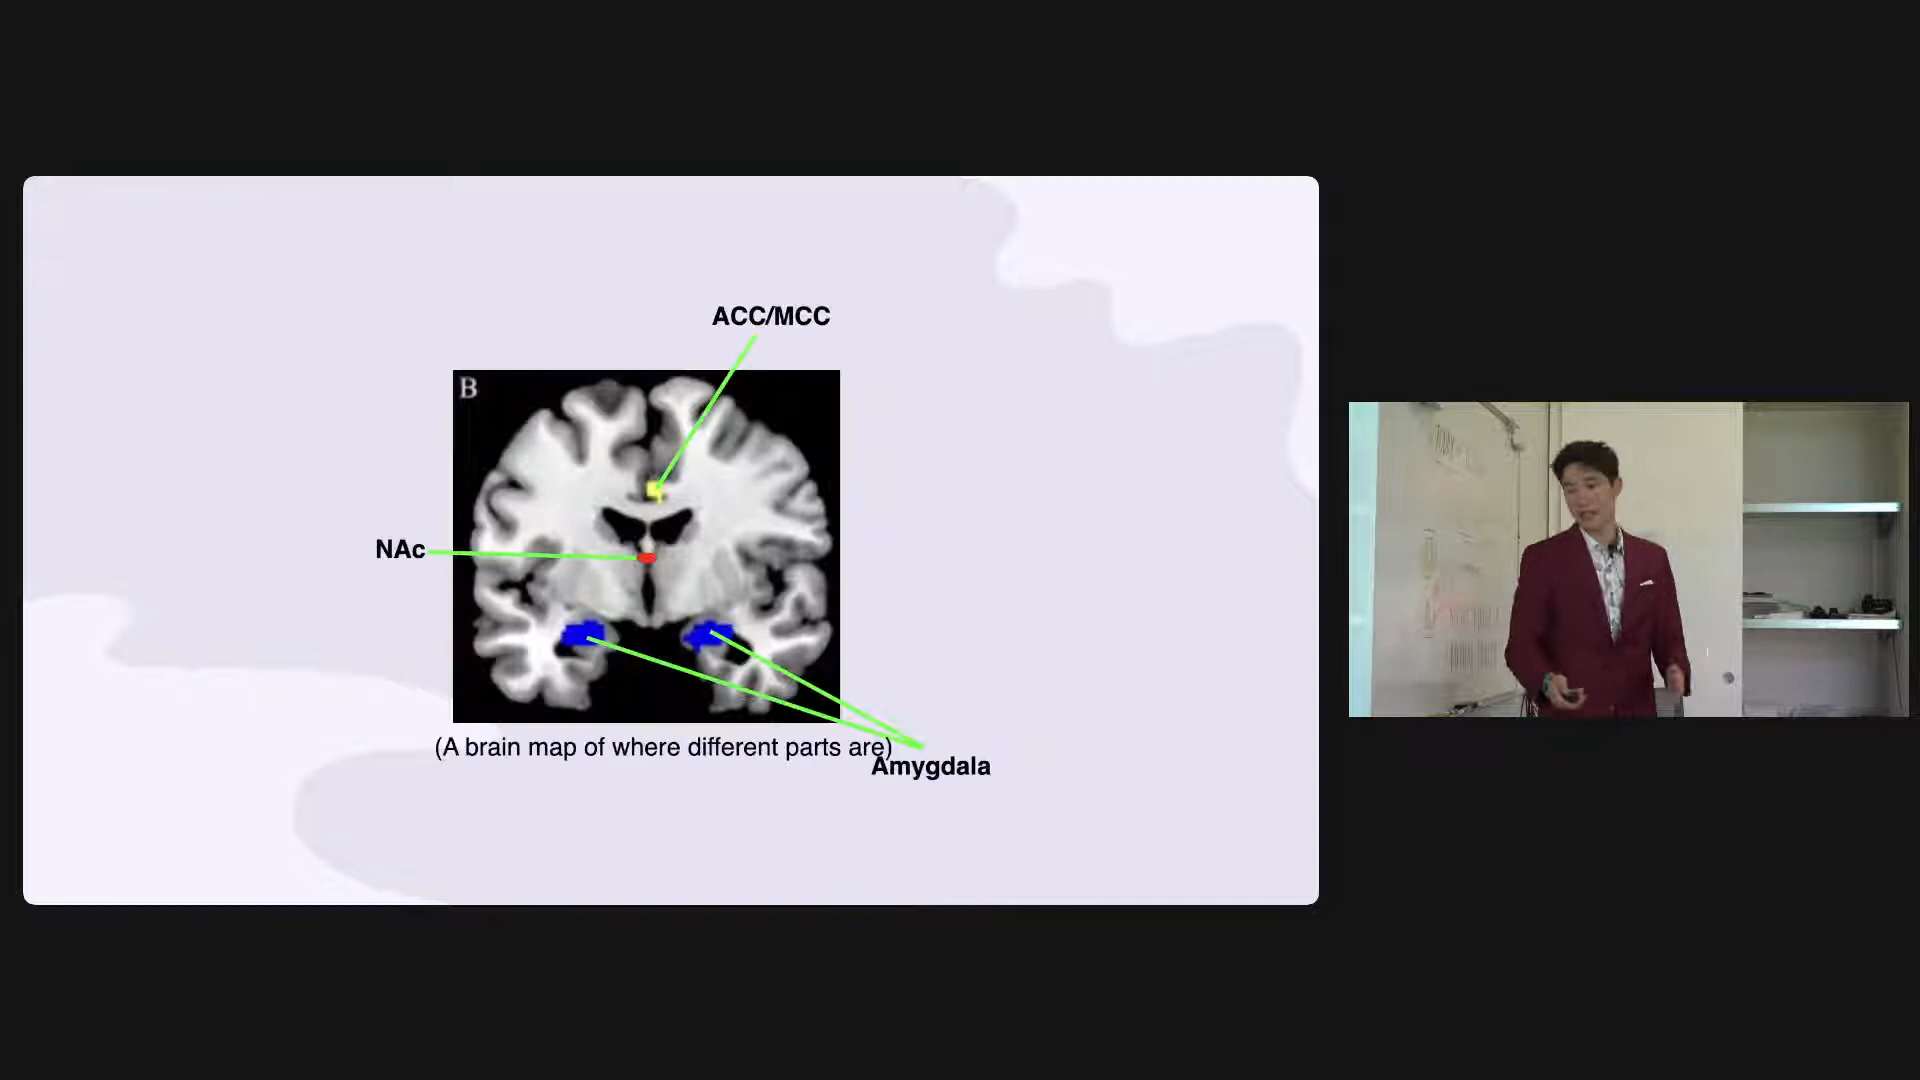 ACC/MCC
B
NAc
(A brain map of where different parts are)
Amygdala